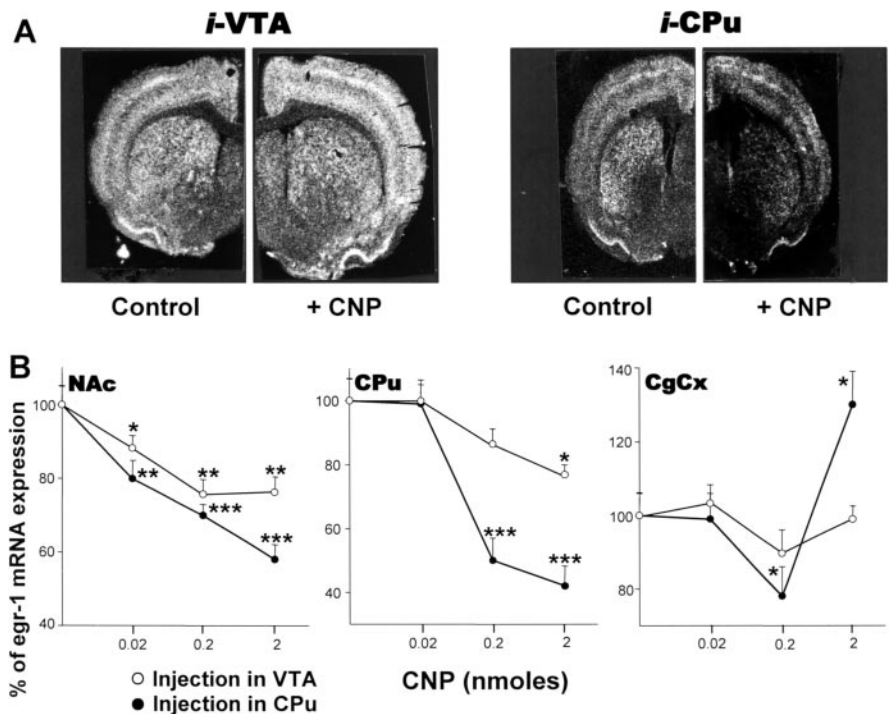 A
i-VTA
i-CPu
Control
+ CNP
Control
+ CNP
B
% of egr-1 mRNA expression
NAc
100
80
60
40
0.02
0.2
2
*
**
**
**
***
***
CPu
100
80
60
40
0.02
0.2
2
*
***
***
CgCx
140
120
100
80
0.02
0.2
2
*
*
CNP (nmoles)
○ Injection in VTA
● Injection in CPu